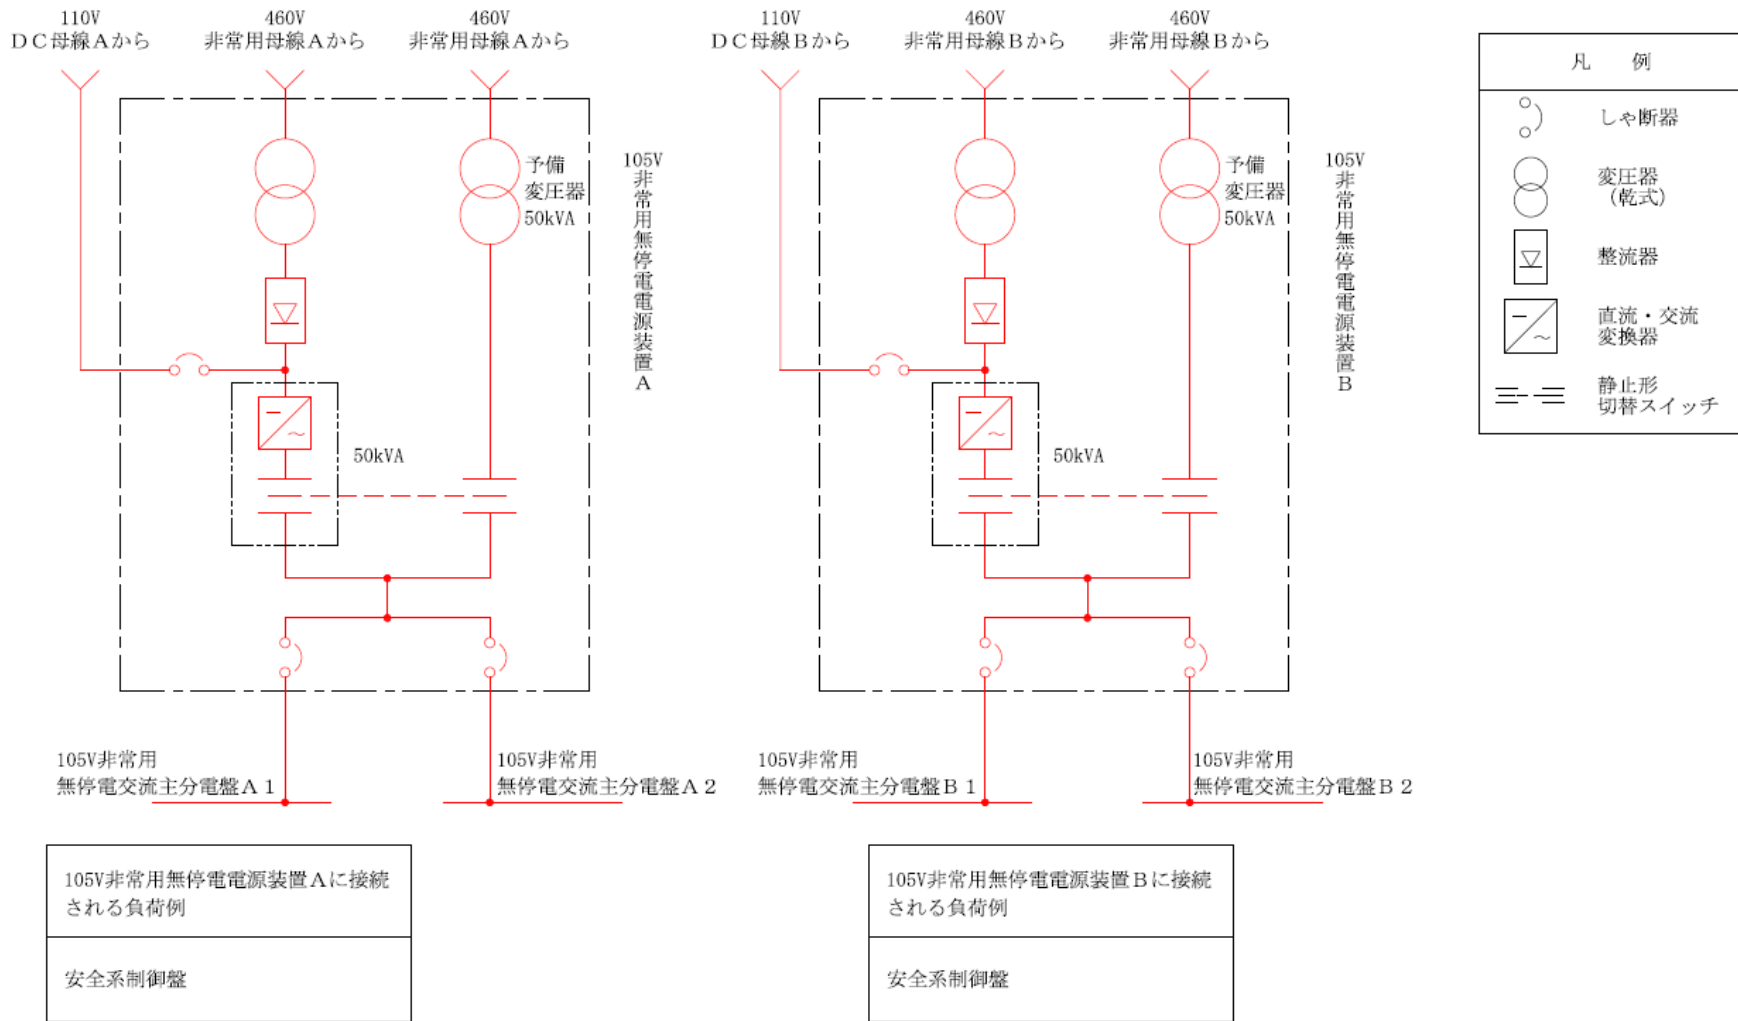 110V
DC母線Aから
460V
非常用母線Aから
460V
非常用母線Aから
予備
変圧器
50kVA
105V
非常用無停電電源装置A
50kVA
105V非常用
無停電交流主分電盤A1
105V非常用
無停電交流主分電盤A2
105V非常用無停電電源装置Aに接続
される負荷例
安全系制御盤
110V
DC母線Bから
460V
非常用母線Bから
460V
非常用母線Bから
予備
変圧器
50kVA
105V
非常用無停電電源装置B
50kVA
105V非常用
無停電交流主分電盤B1
105V非常用
無停電交流主分電盤B2
105V非常用無停電電源装置Bに接続
される負荷例
安全系制御盤
凡 例
しゃ断器
変圧器
(乾式)
整流器
直流・交流
変換器
静止形
切替スイッチ